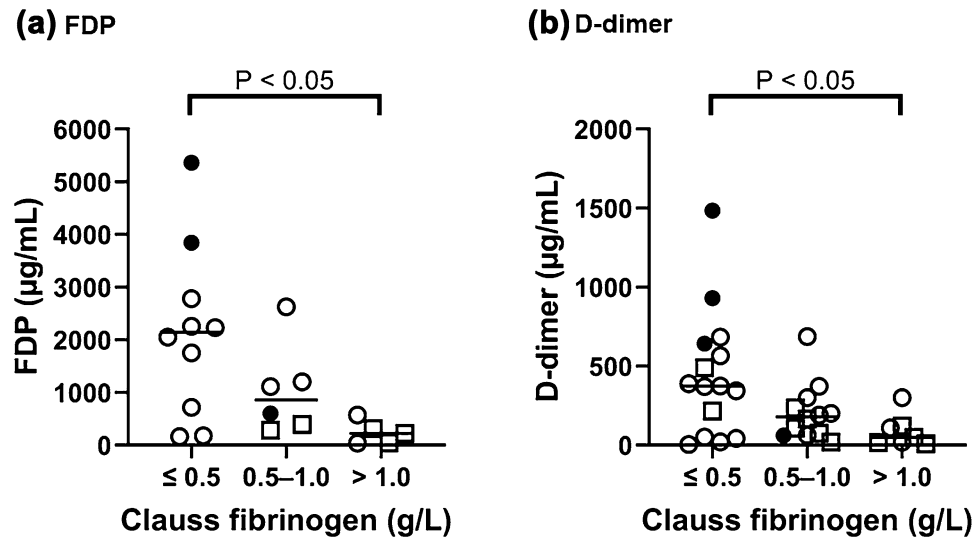 (a) FDP
P < 0.05
FDP (µg/mL)
6000
5000
4000
3000
2000
1000
0
≤ 0.5
0.5–1.0
> 1.0
Clauss fibrinogen (g/L)
(b) D-dimer
P < 0.05
D-dimer (µg/mL)
2000
1500
1000
500
0
≤ 0.5
0.5–1.0
> 1.0
Clauss fibrinogen (g/L)